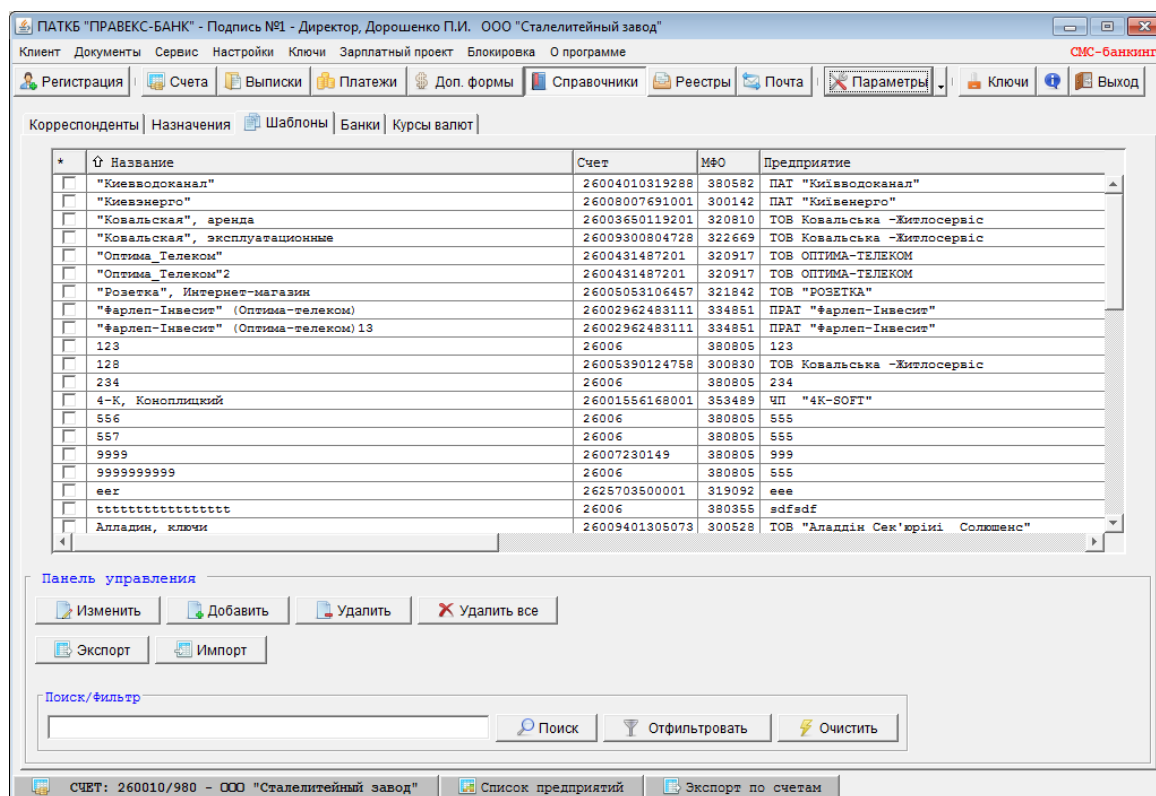 ПАТКБ "ПРАВЕКС-БАНК" - Подпись №1 - Директор, Дорошенко П.И. ООО "Сталелитейный завод"
Клиент Документы Сервис Настройки Ключи Зарплатный проект Блокировка О программе СМС-банкинг
Регистрация Счета Выписки Платежи Доп. формы Справочники Реестры Почта Параметры Ключи Выход
Корреспонденты Назначения Шаблоны Банки Курсы валют
* Название Счет МФО Предприятие
"Киевводоканал" 26004010319288 380582 ПАТ "Київводоканал"
"Киевэнерго" 26008007691001 300142 ПАТ "Київенерго"
"Ковальская", аренда 26003650119201 320810 ТОВ Ковальська -Житлосервіс
"Ковальская", эксплуатационные 26009300804728 322669 ТОВ Ковальська -Житлосервіс
"Оптима_Телеком" 2600431487201 320917 ТОВ ОПТИМА-ТЕЛЕКОМ
"Оптима_Телеком"2 2600431487201 320917 ТОВ ОПТИМА-ТЕЛЕКОМ
"Розетка", Интернет-магазин 26005053106457 321842 ТОВ "РОЗЕТКА"
"Фарлеп-Інвесит" (Оптима-телеком) 26002962483111 334851 ПРАТ "Фарлеп-Інвесит"
"Фарлеп-Інвесит" (Оптима-телеком)13 26002962483111 334851 ПРАТ "Фарлеп-Інвесит"
123 26006 380805 123
128 26005390124758 300830 ТОВ Ковальська -Житлосервіс
234 26006 380805 234
4-К, Коноплицкий 26001556168001 353489 ЧП "4K-SOFT"
556 26006 380805 555
557 26006 380805 555
9999 26007230149 380805 999
9999999999 26006 380805 555
eer 2625703500001 319092 eee
ttttttttttttttttt 26006 380355 sdfsdf
Алладин, ключи 26009401305073 300528 ТОВ "Аладдін Сек'юріиі Солюшенс"
Панель управления
Изменить Добавить Удалить Удалить все
Экспорт Импорт
Поиск/Фильтр
Поиск Отфильтровать Очистить
СЧЕТ: 260010/980 - ООО "Сталелитейный завод" Список предприятий Экспорт по счетам